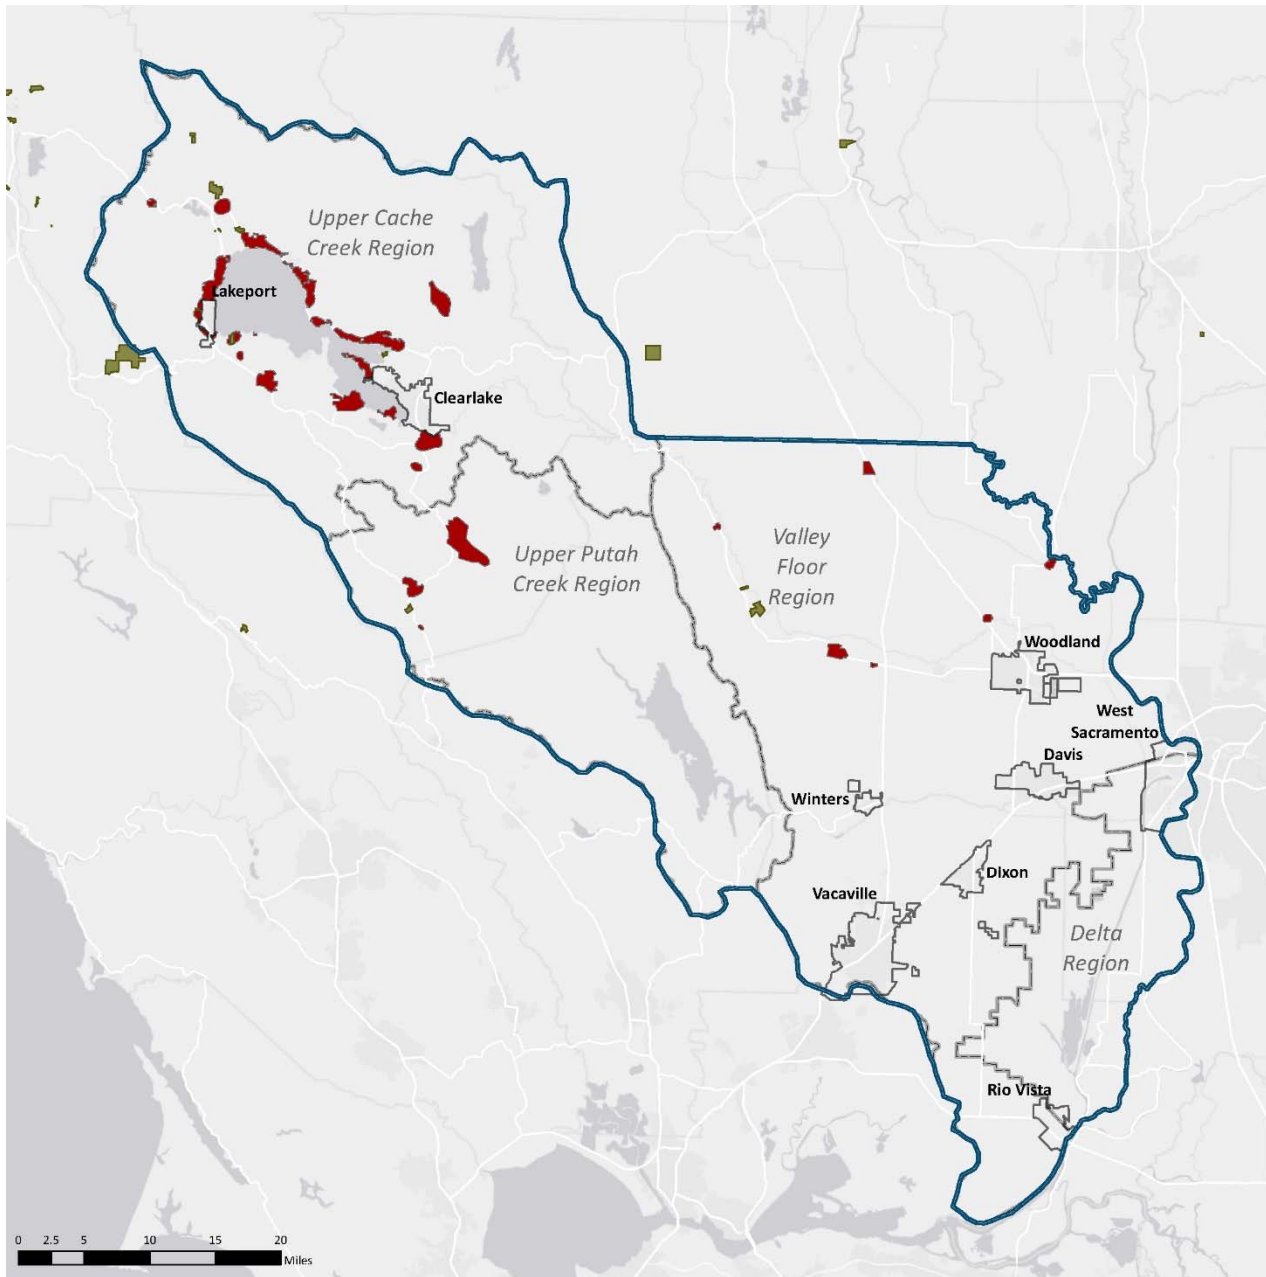 Upper Cache
Creek Region
Lakeport
Clearlake
Upper Putah
Creek Region
Valley
Floor
Region
Woodland
West
Sacramento
Davis
Winters
Dixon
Vacaville
Delta
Region
Rio Vista
0 2.5 5 10 15 20
Miles